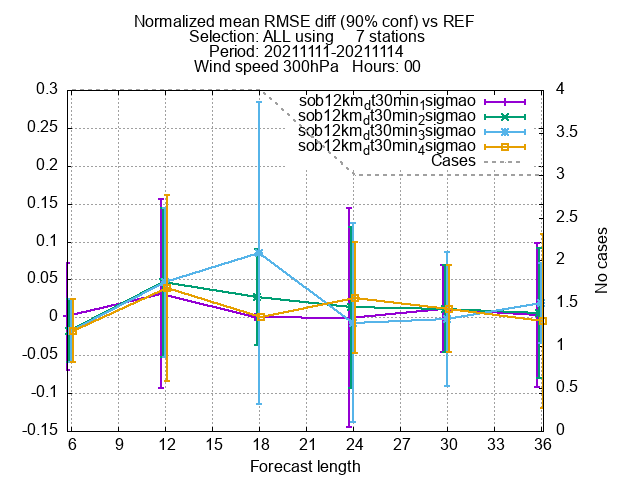 Normalized mean RMSE diff (90% conf) vs REF
Selection: ALL using 7 stations
Period: 20211111-20211114
Wind speed 300hPa Hours: 00
sob12km_dt30min_1sigmao
sob12km_dt30min_2sigmao
sob12km_dt30min_3sigmao
sob12km_dt30min_4sigmao
Cases
0.3
0.25
0.2
0.15
0.1
0.05
0
-0.05
-0.1
-0.15
4
3.5
3
2.5
2
1.5
1
0.5
0
No cases
6 9 12 15 18 21 24 27 30 33 36
Forecast length